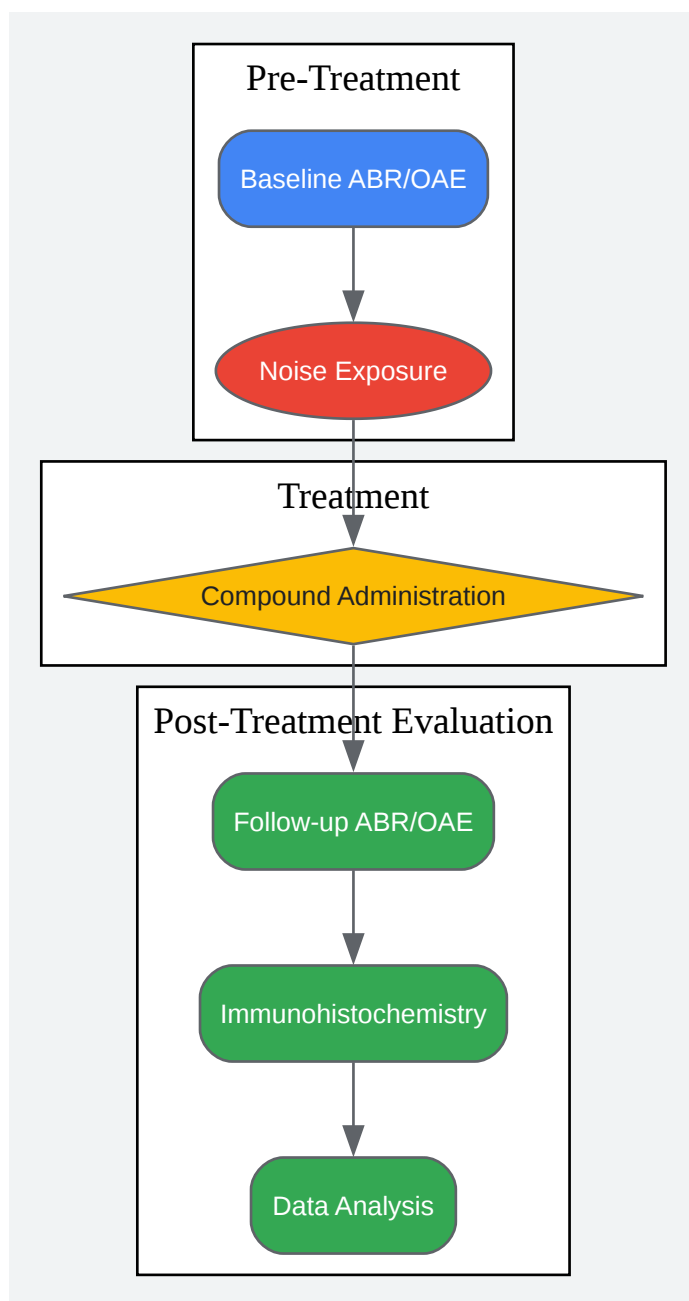 Pre-Treatment
Baseline ABR/OAE
Noise Exposure
Treatment
Compound Administration
Post-Treatment Evaluation
Follow-up ABR/OAE
Immunohistochemistry
Data Analysis